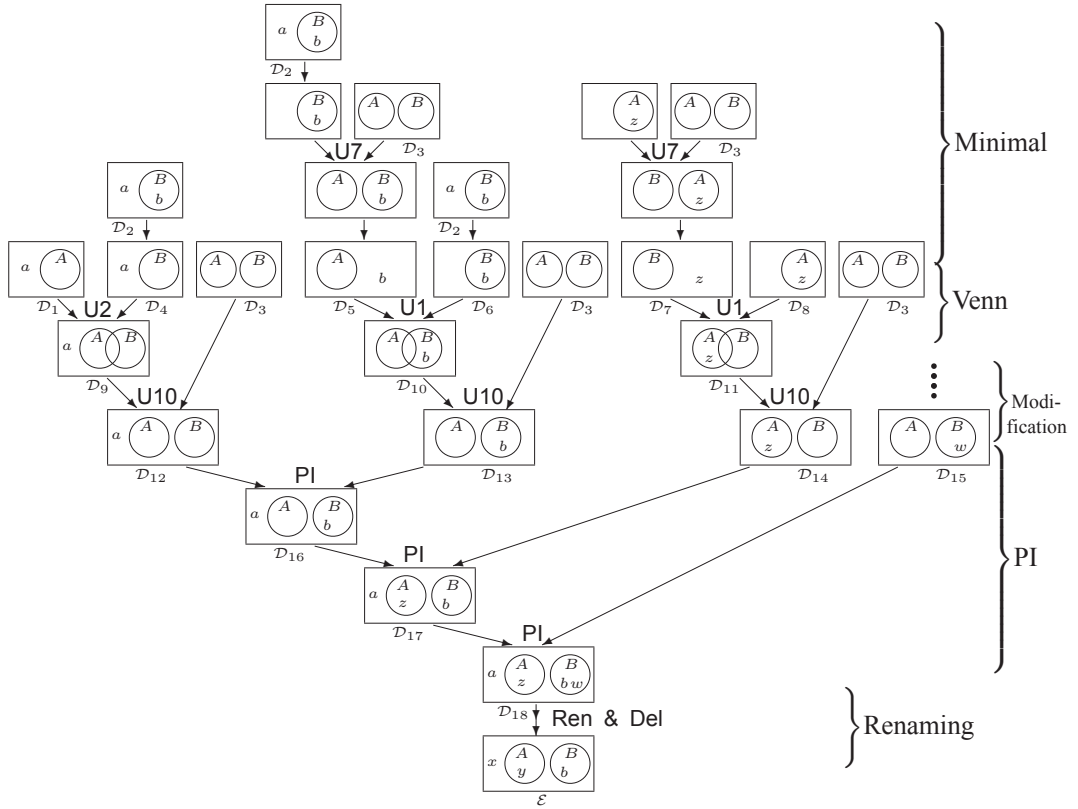 a B
b
D2
B A B A A B
b z
U7 D3 U7 D3
Minimal
B A B B B A
a b b a b z
D2 D2
A B A B A B B A A B
a a b b z z
D1 U2 D4 D3 D5 U1 D6 D3 D7 U1 D8 D3
Venn
A B A B A B
a b z
D9 U10 D10 U10 D11 U10
Modi-
fication
A B A B A B A B
a b z w
D12 PI D13 D14 D15
A B
a b
D16 PI
PI
A B
a z b
D17 PI
A B
a z b w
D18 Ren & Del
Renaming
A B
x y b
E